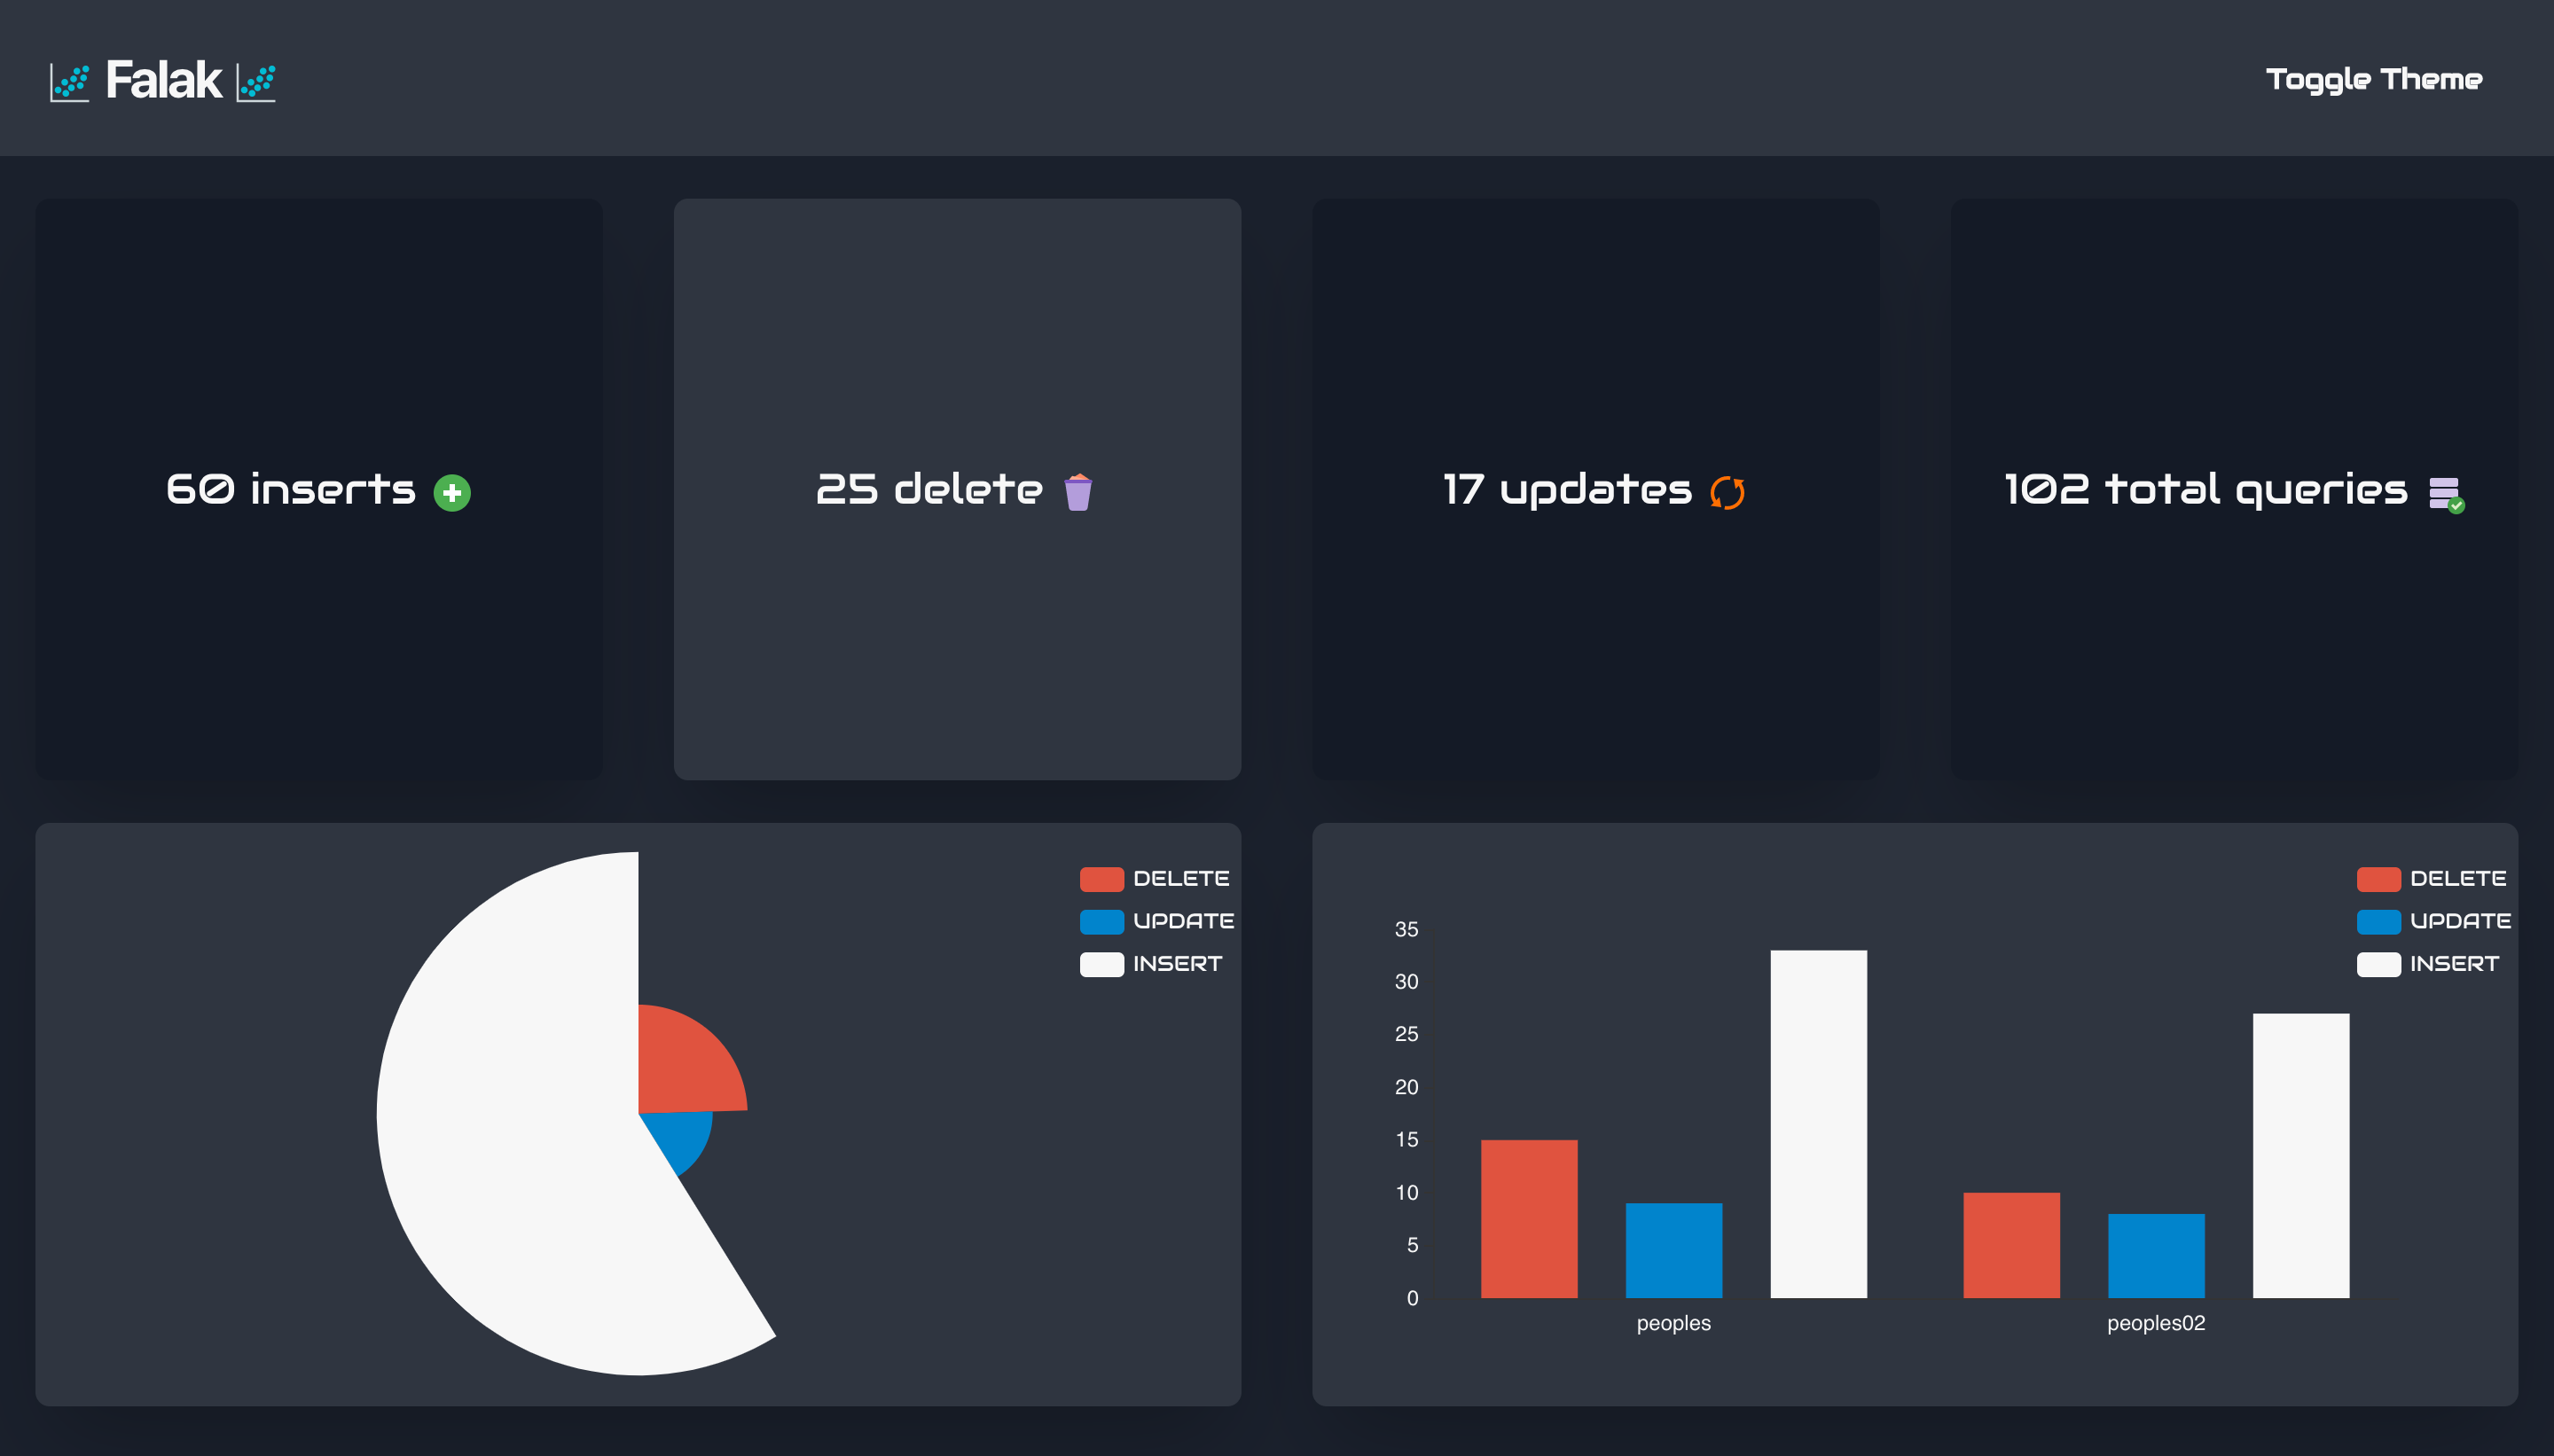 Falak
Toggle Theme
60 inserts
25 delete
17 updates
102 total queries
DELETE
UPDATE
INSERT
DELETE
UPDATE
INSERT
35
30
25
20
15
10
5
0
peoples
peoples02